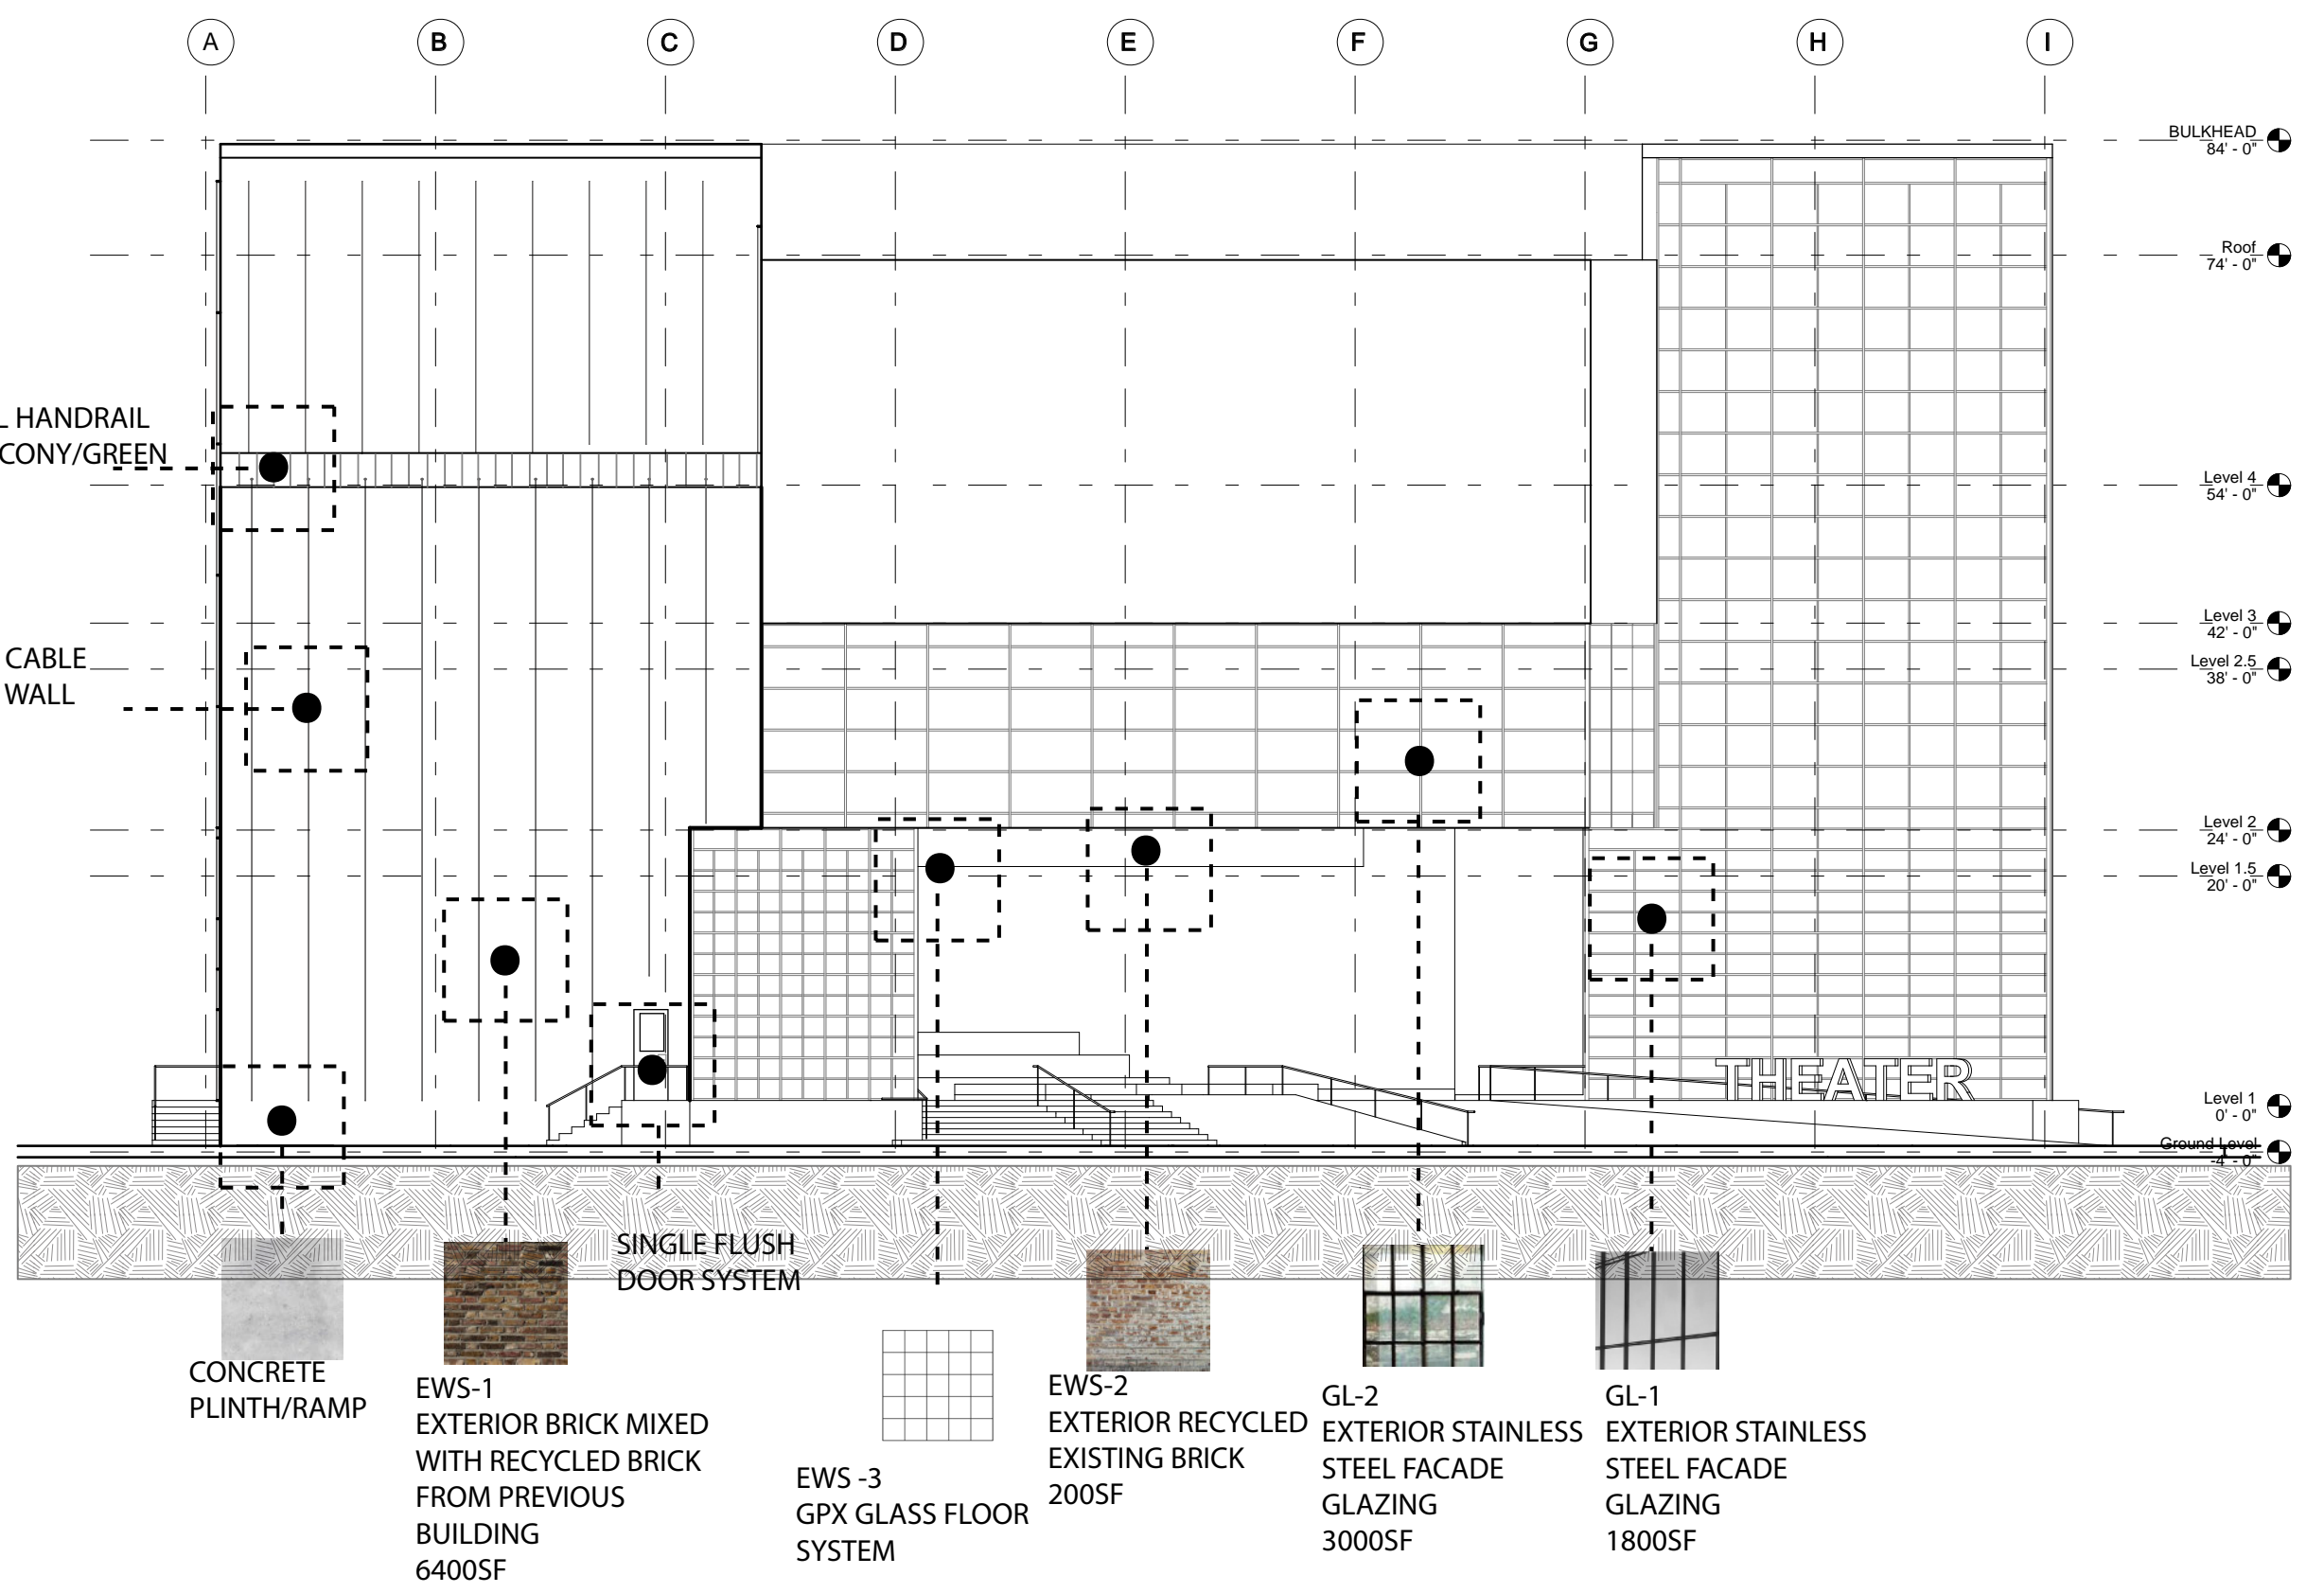 A B C D E F G H I
BULKHEAD
84' - 0"
Roof
74' - 0"
L HANDRAIL
CONY/GREEN
Level 4
54' - 0"
CABLE
WALL
Level 3
42' - 0"
Level 2.5
38' - 0"
Level 2
24' - 0"
Level 1.5
20' - 0"
THEATER
Level 1
0' - 0"
Ground Level
-4' - 0"
CONCRETE
PLINTH/RAMP
EWS-1
EXTERIOR BRICK MIXED
WITH RECYCLED BRICK
FROM PREVIOUS
BUILDING
6400SF
SINGLE FLUSH
DOOR SYSTEM
EWS -3
GPX GLASS FLOOR
SYSTEM
EWS-2
EXTERIOR RECYCLED
EXISTING BRICK
200SF
GL-2
EXTERIOR STAINLESS
STEEL FACADE
GLAZING
3000SF
GL-1
EXTERIOR STAINLESS
STEEL FACADE
GLAZING
1800SF